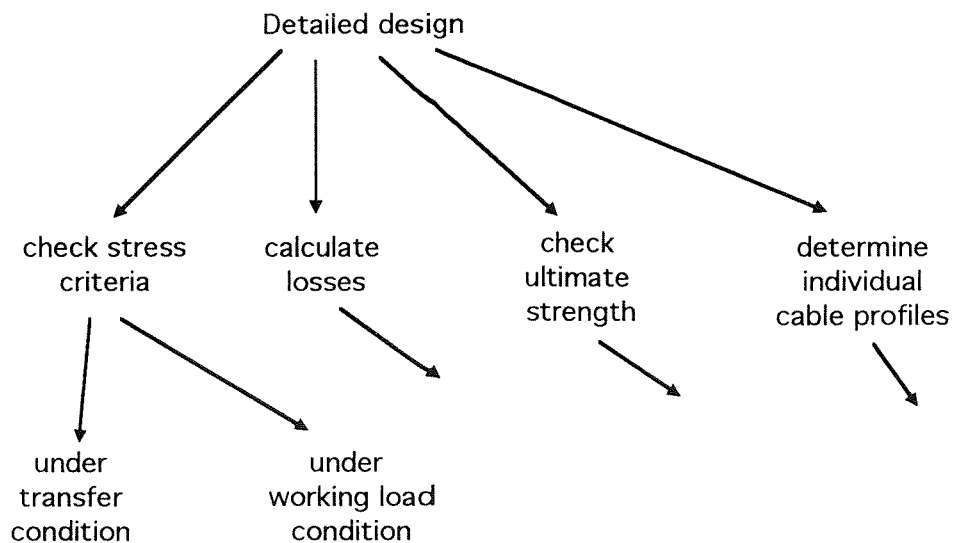 Detailed design
check stress
criteria
calculate
losses
check
ultimate
strength
determine
individual
cable profiles
under
transfer
condition
under
working load
condition